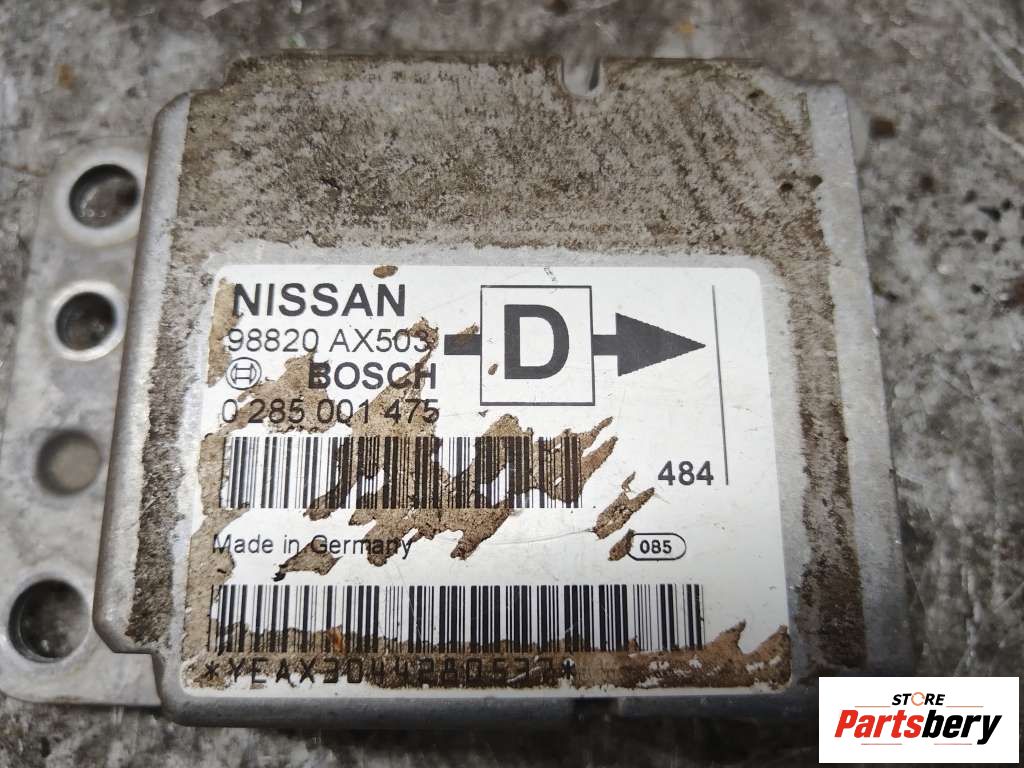 NISSAN
98820 AX503
D
BOSCH
0 285 001 475
484
Made in Germany
085
STORE
Partsbery